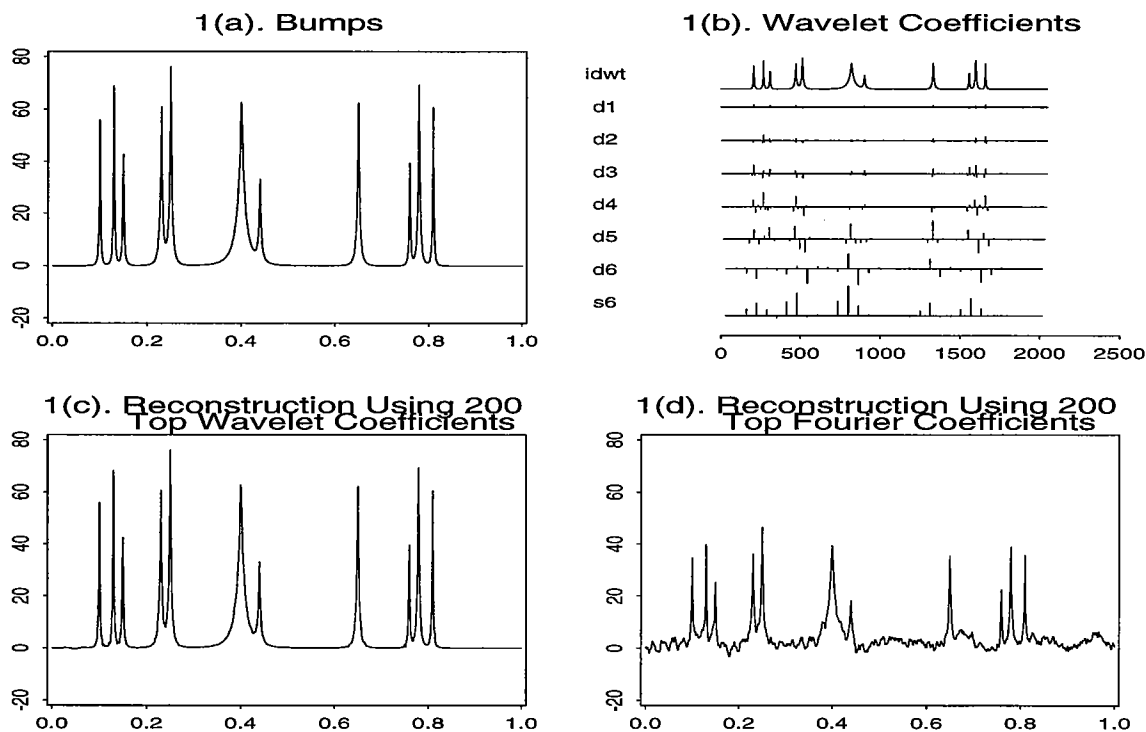 1(a). Bumps
80
60
40
20
0
-20
0.0 0.2 0.4 0.6 0.8 1.0
1(b). Wavelet Coefficients
idwt
d1
d2
d3
d4
d5
d6
s6
0 500 1000 1500 2000 2500
1(c). Reconstruction Using 200
Top Wavelet Coefficients
80
60
40
20
0
-20
0.0 0.2 0.4 0.6 0.8 1.0
1(d). Reconstruction Using 200
Top Fourier Coefficients
80
60
40
20
0
-20
0.0 0.2 0.4 0.6 0.8 1.0